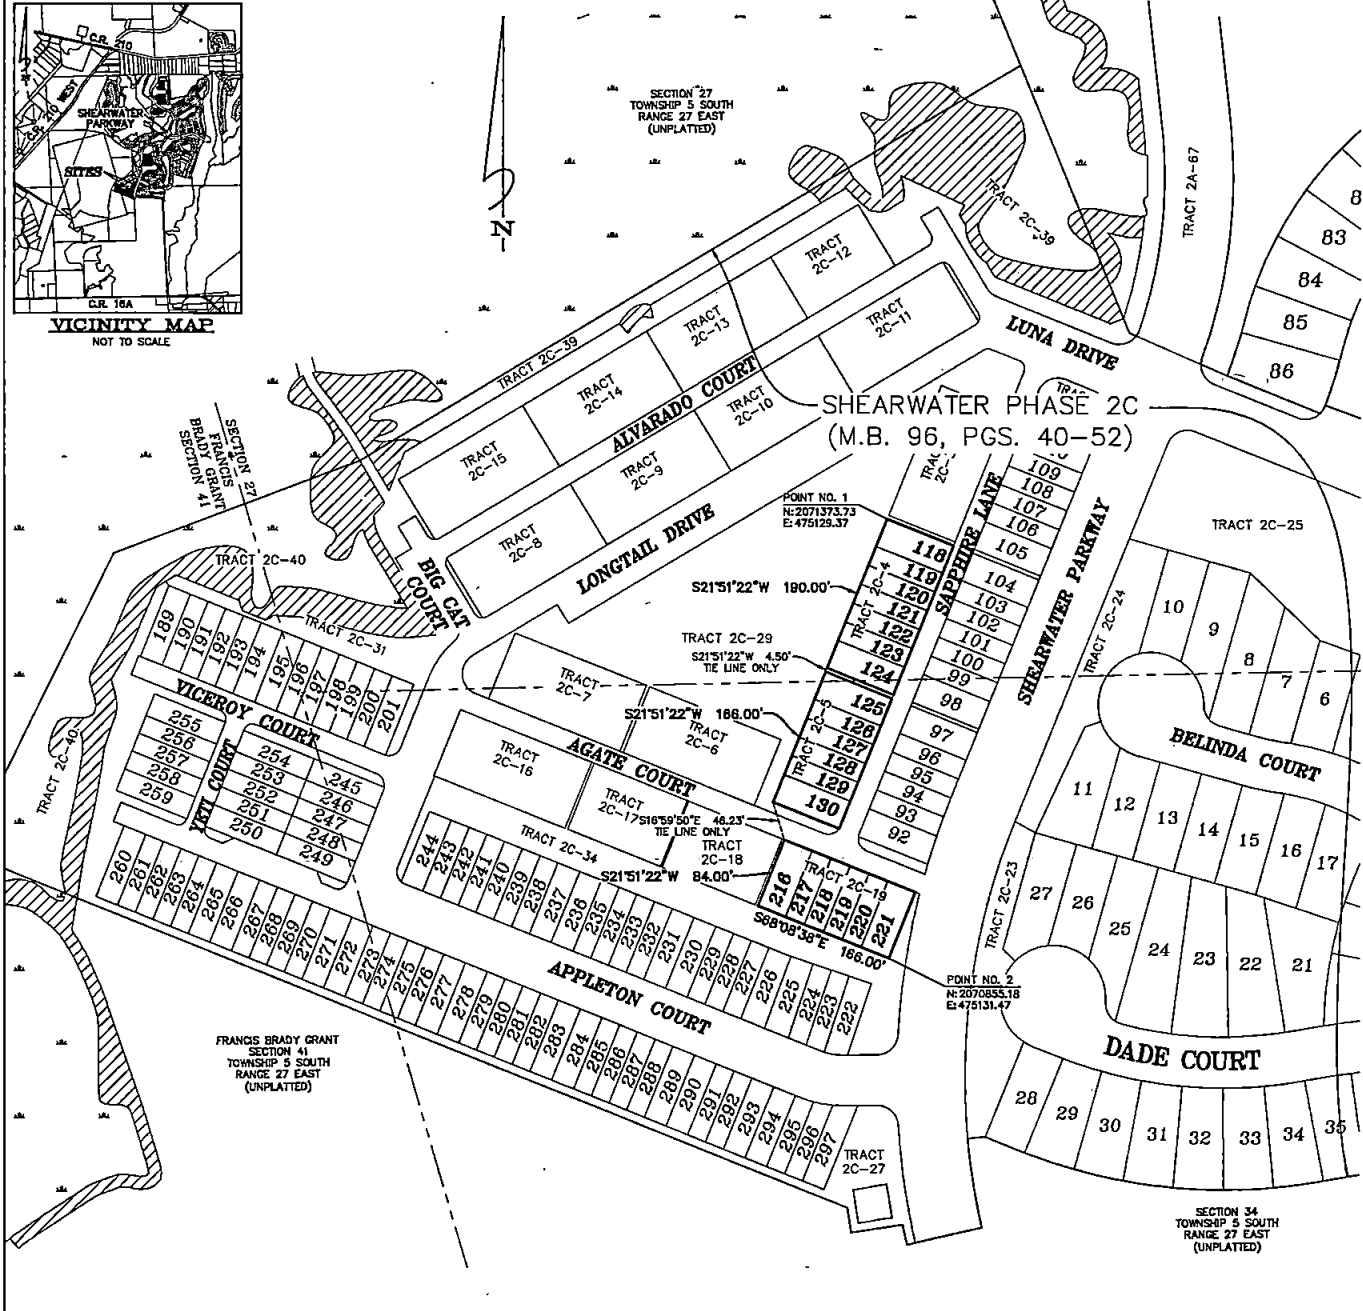 C.R. 210
C.R. 210 WEST
SHEARWATER
PARKWAY
SITES
C.R. 16A
VICINITY MAP
NOT TO SCALE
N
SECTION 27
TOWNSHIP 5 SOUTH
RANGE 27 EAST
(UNPLATTED)
TRACT 2C-39
TRACT 2A-67
8
83
84
85
86
TRACT
2C-12
TRACT
2C-13
TRACT
2C-11
LUNA DRIVE
TRACT 2C-39
TRACT
2C-14
ALVARADO COURT
TRACT
2C-10
SHEARWATER PHASE 2C
(M.B. 96, PGS. 40-52)
TRACT
2C-15
TRACT
2C-9
TRACT
2C-8
LONGTAIL DRIVE
BIG CAT
COURT
SECTION 27
FRANCIS
BRADY GRANT
SECTION 41
TRACT 2C-40
TRACT 2C-31
POINT NO. 1
N:2071373.73
E:475129.37
S21°51'22"W 190.00'
TRACT 2C-29
S21°51'22"W 4.50'
TIE LINE ONLY
S21°51'22"W 166.00'
TRACT 2C-4
118
119
120
121
122
123
124
TRACT 2C-5
125
126
127
128
129
130
SAPPHIRE LANE
109
108
107
106
105
104
103
102
101
100
99
98
97
96
95
94
93
92
SHEARWATER PARKWAY
TRACT 2C-24
TRACT 2C-25
10
9
8
7
6
BELINDA COURT
11
12
13
14
15
16
17
TRACT 2C-23
27
26
25
24
23
22
21
DADE COURT
28
29
30
31
32
33
34
35
189
190
191
192
193
194
195
196
197
198
199
200
201
VICEROY COURT
TRACT 2C-40
255
256
257
258
259
YETI COURT
254
253
252
251
250
245
246
247
248
249
TRACT
2C-7
TRACT
2C-6
AGATE COURT
TRACT
2C-16
TRACT
2C-17
S16°59'50"E 46.23'
TIE LINE ONLY
TRACT
2C-18
TRACT 2C-34
S21°51'22"W 84.00'
TRACT 2C-19
216
217
218
219
220
221
S68°08'38"E 166.00'
POINT NO. 2
N:2070855.18
E:475131.47
244
243
242
241
240
239
238
237
236
235
234
233
232
231
230
229
228
227
226
225
224
223
222
APPLETON COURT
260
261
262
263
264
265
266
267
268
269
270
271
272
273
274
275
276
277
278
279
280
281
282
283
284
285
286
287
288
289
290
291
292
293
294
295
296
297
TRACT
2C-27
FRANCIS BRADY GRANT
SECTION 41
TOWNSHIP 5 SOUTH
RANGE 27 EAST
(UNPLATTED)
SECTION 34
TOWNSHIP 5 SOUTH
RANGE 27 EAST
(UNPLATTED)